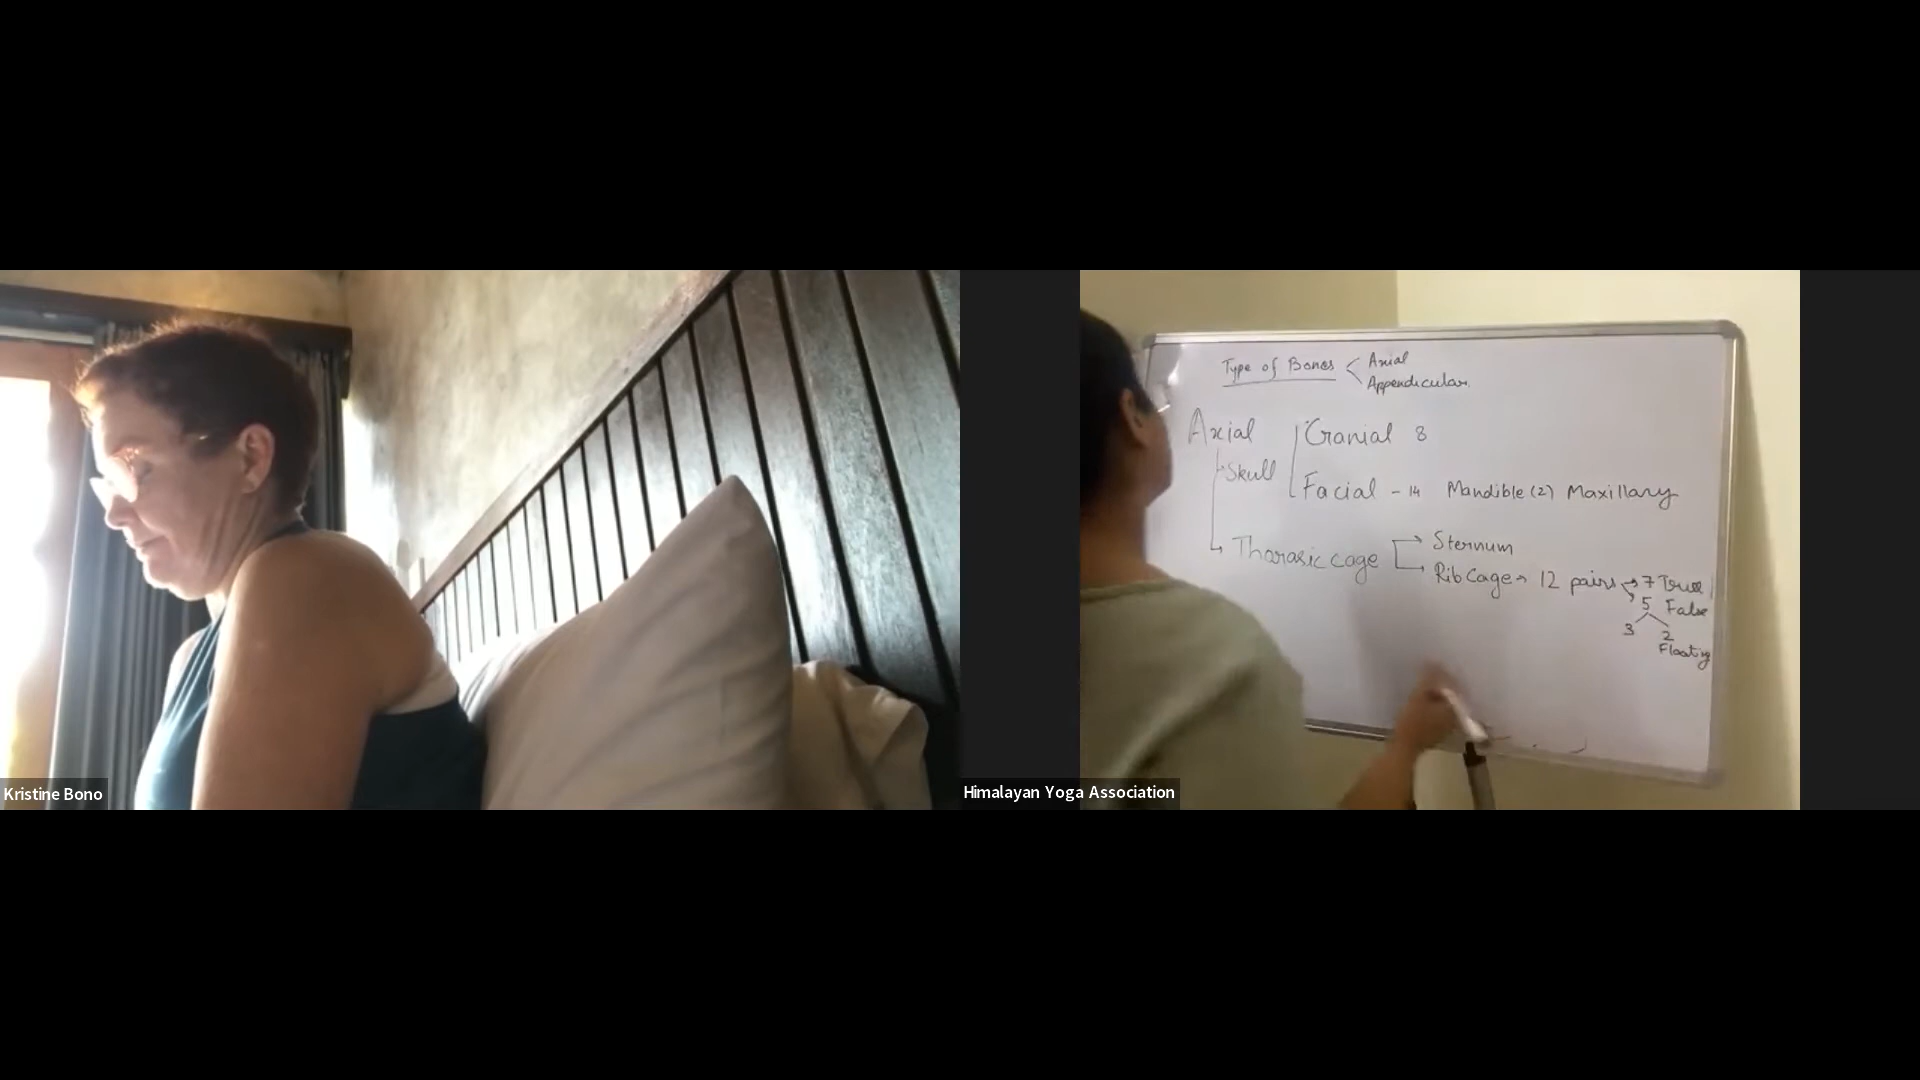 Type of Bones
Axial
Appendicular
Axial
Skull
Cranial 8
Facial - 14 Mandible (2) Maxillary
Tharasic cage
Sternum
Rib Cage 12 pairs 7 True
5 False
3 2
Floating
Kristine Bono
Himalayan Yoga Association